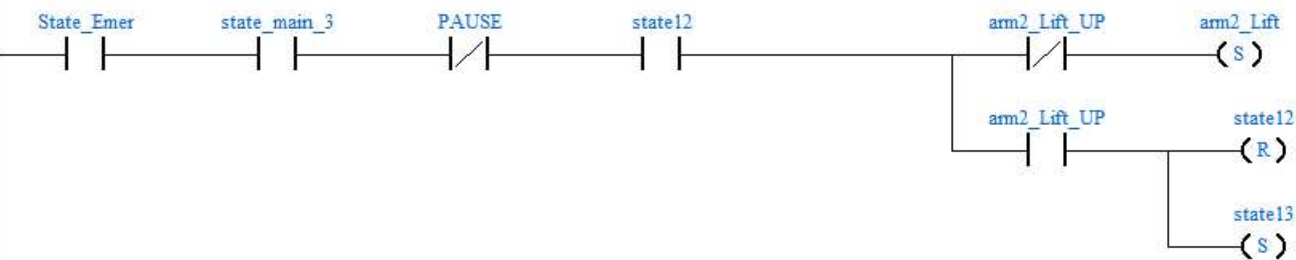 State_Emer state_main_3 PAUSE state12 arm2_Lift_UP arm2_Lift
S
arm2_Lift_UP state12
R
state13
S